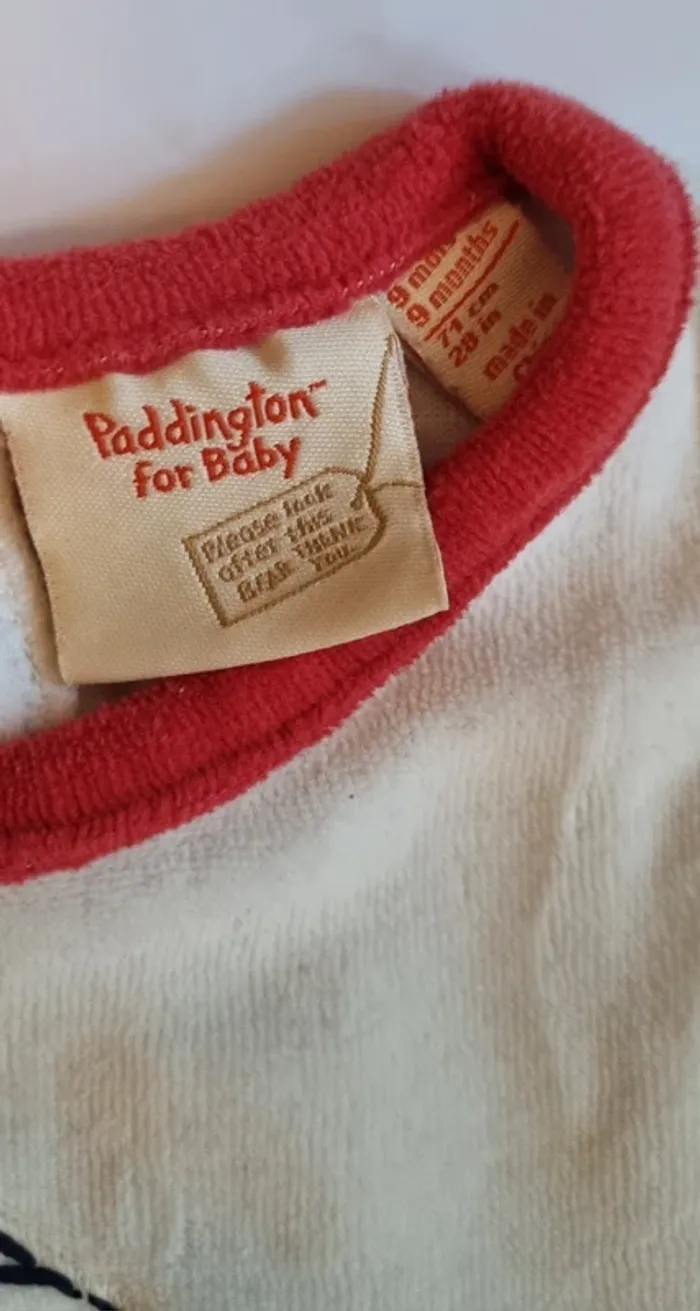 Paddington™
for Baby
Please look
after this
BEAR THANK
YOU.
9 months
71 cm
28 in
made in